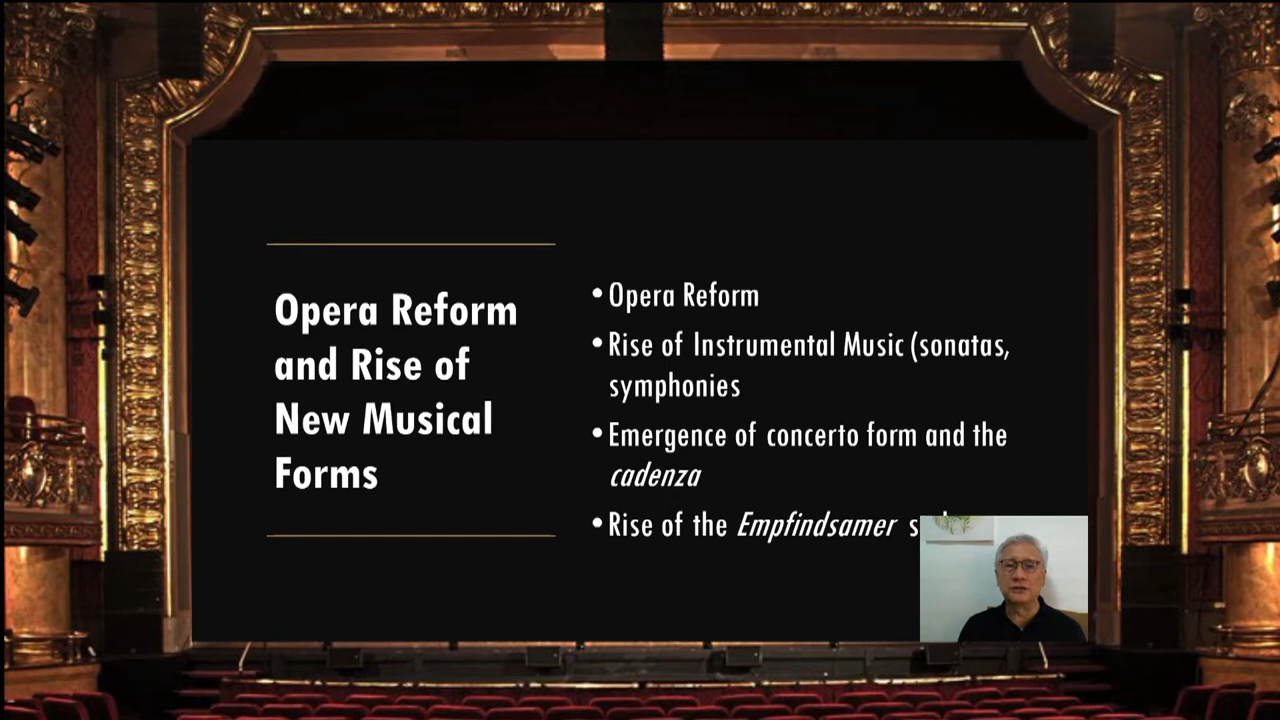 Opera Reform
and Rise of
New Musical
Forms
• Opera Reform
• Rise of Instrumental Music (sonatas,
symphonies
• Emergence of concerto form and the
cadenza
• Rise of the Empfindsamer